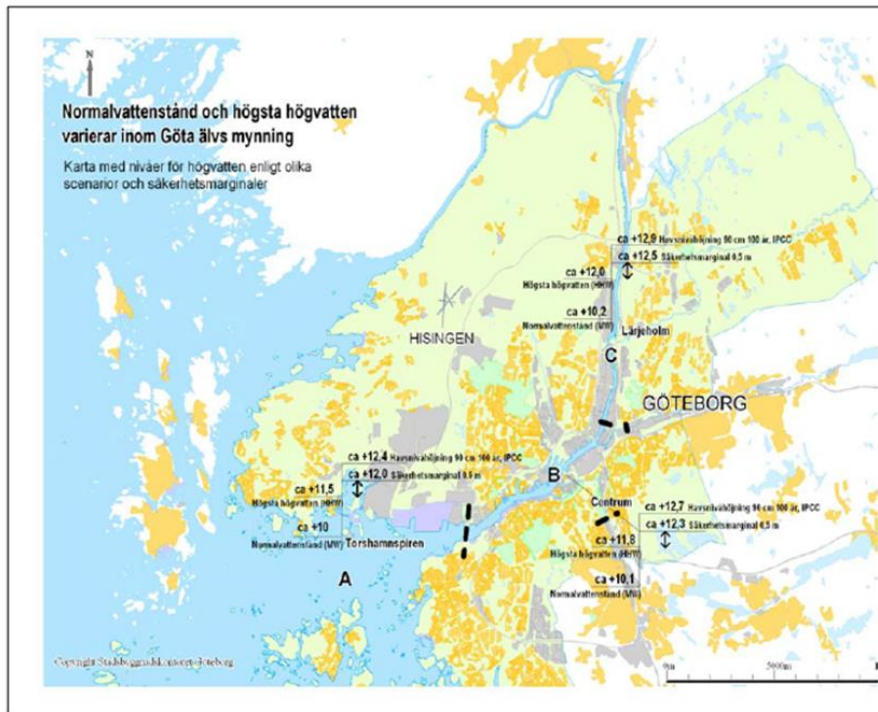 N
Normalvattenstånd och högsta högvatten
varierar inom Göta älvs mynning
Karta med nivåer för högvatten enligt olika
scenarior och säkerhetsmarginaler
ca +12,9 Havsnivåhöjning 90 cm 100 år, IPCC
ca +12,5 Säkerhetsmarginal 0,5 m
ca +12,0
Högsta högvatten (HHW)
ca +10,2
Normalvattenstånd (MW)
Lärjeholm
HISINGEN
C
GÖTEBORG
ca +12,4 Havsnivåhöjning 90 cm 100 år, IPCC
ca +12,0 Säkerhetsmarginal 0,5 m
ca +11,5
Högsta högvatten (HHW)
ca +10
Normalvattenstånd (MW)
Torshamnspiren
B
Centrum
ca +12,7 Havsnivåhöjning 90 cm 100 år, IPCC
ca +12,3 Säkerhetsmarginal 0,5 m
ca +11,8
Högsta högvatten (HHW)
ca +10,1
Normalvattenstånd (MW)
A
Copyright Stadsbyggnadskontoret Göteborg
0m
5000m